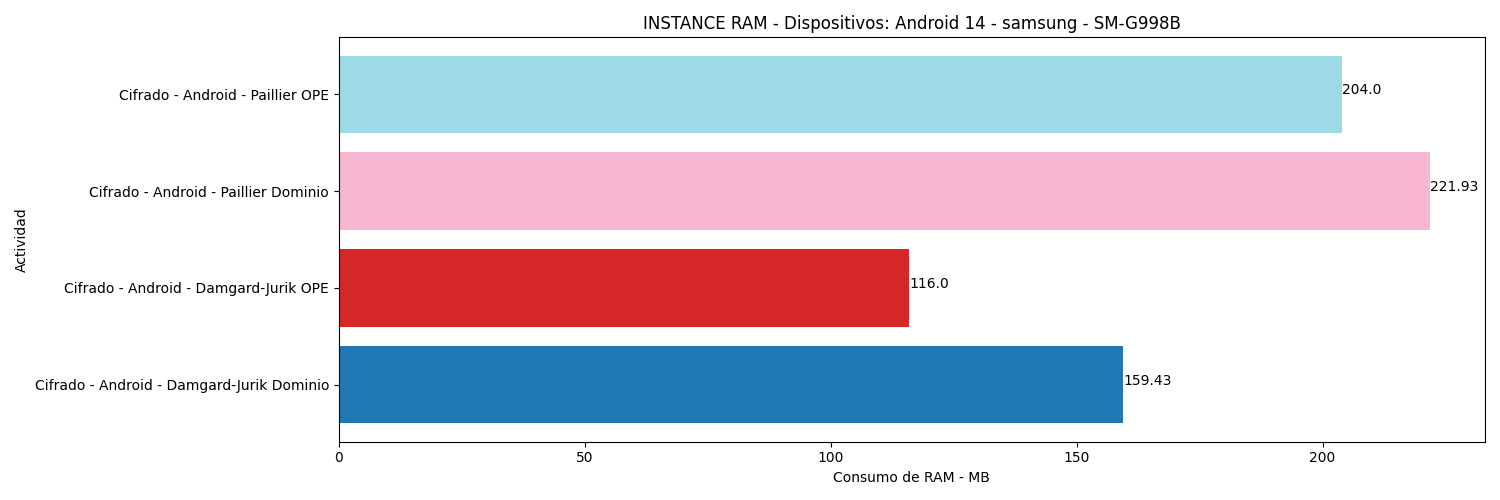 INSTANCE RAM - Dispositivos: Android 14 - samsung - SM-G998B
Cifrado - Android - Paillier OPE
204.0
Cifrado - Android - Paillier Dominio
221.93
Actividad
Cifrado - Android - Damgard-Jurik OPE
116.0
Cifrado - Android - Damgard-Jurik Dominio
159.43
0
50
100
150
200
Consumo de RAM - MB